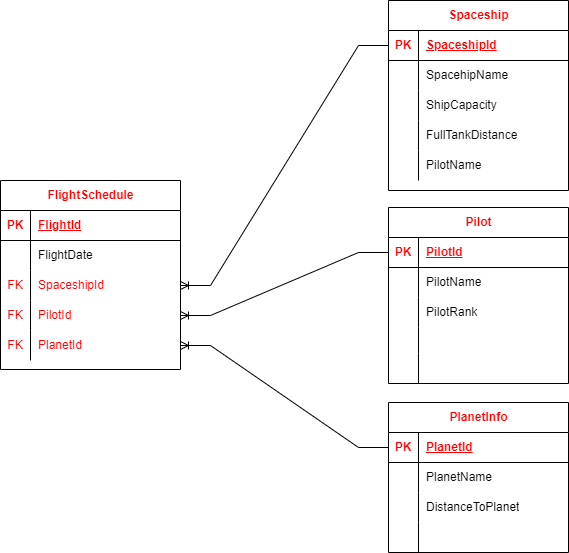 Spaceship
PK SpaceshipId
SpacehipName
ShipCapacity
FullTankDistance
PilotName
FlightSchedule
PK FlightId
FlightDate
FK SpaceshipId
FK PilotId
FK PlanetId
Pilot
PK PilotId
PilotName
PilotRank
PlanetInfo
PK PlanetId
PlanetName
DistanceToPlanet